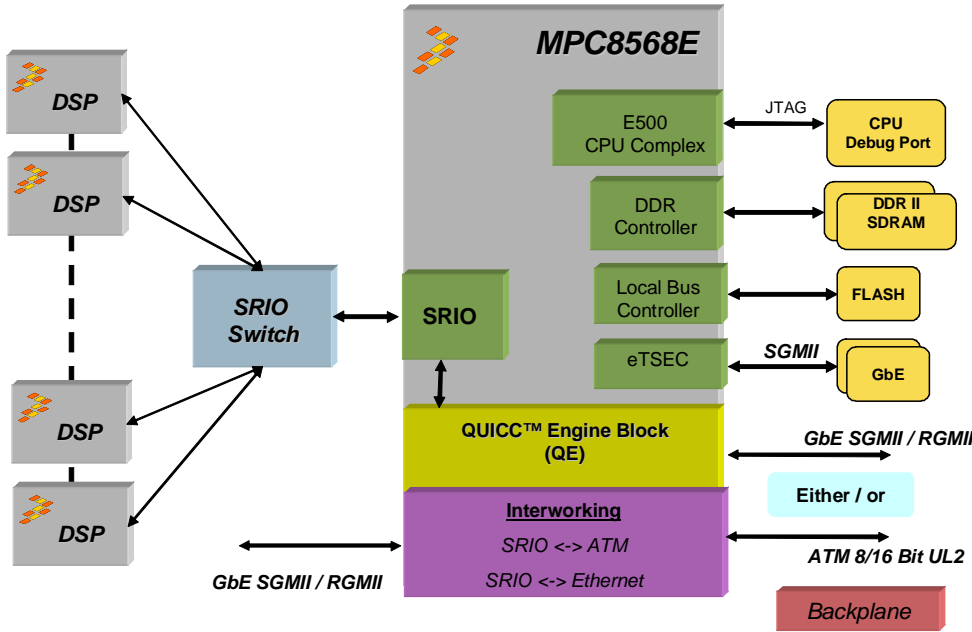 MPC8568E
DSP
DSP
DSP
DSP
SRIO
Switch
SRIO
E500
CPU Complex
JTAG
CPU
Debug Port
DDR
Controller
DDR II
SDRAM
Local Bus
Controller
FLASH
eTSEC
SGMII
GbE
QUICC™ Engine Block
(QE)
GbE SGMII / RGMII
Either / or
Interworking
SRIO <-> ATM
SRIO <-> Ethernet
GbE SGMII / RGMII
ATM 8/16 Bit UL2
Backplane